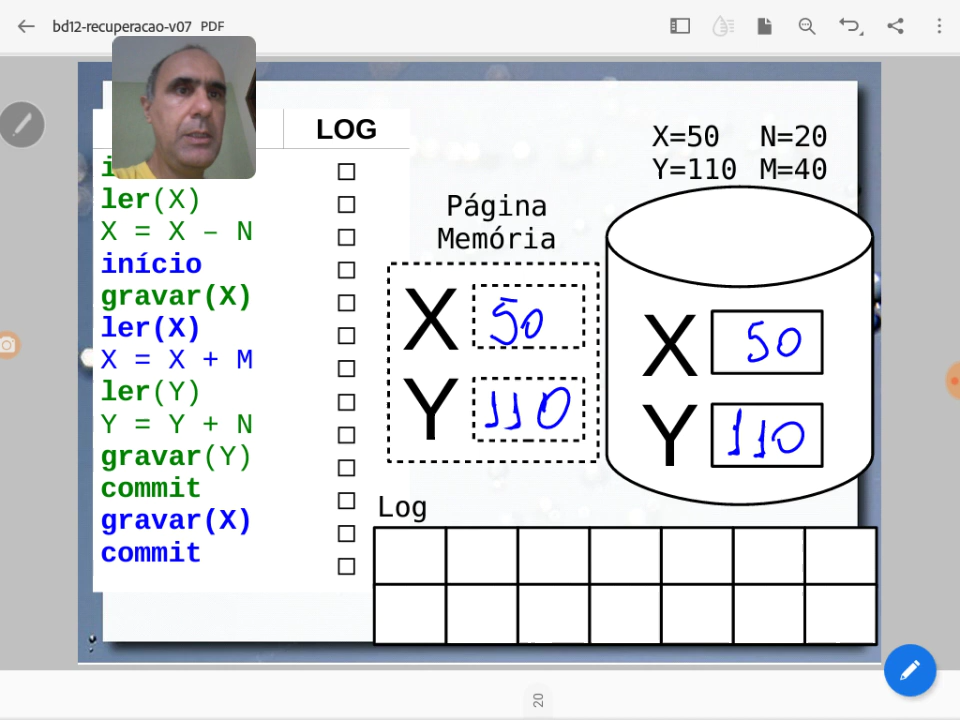 bd12-recuperacao-v07 PDF
LOG
X=50 N=20
Y=110 M=40
ler(X)
X = X – N
início
gravar(X)
ler(X)
X = X + M
ler(Y)
Y = Y + N
gravar(Y)
commit
gravar(X)
commit
Página
Memória
X 50
Y 110
X 50
Y 110
Log
20